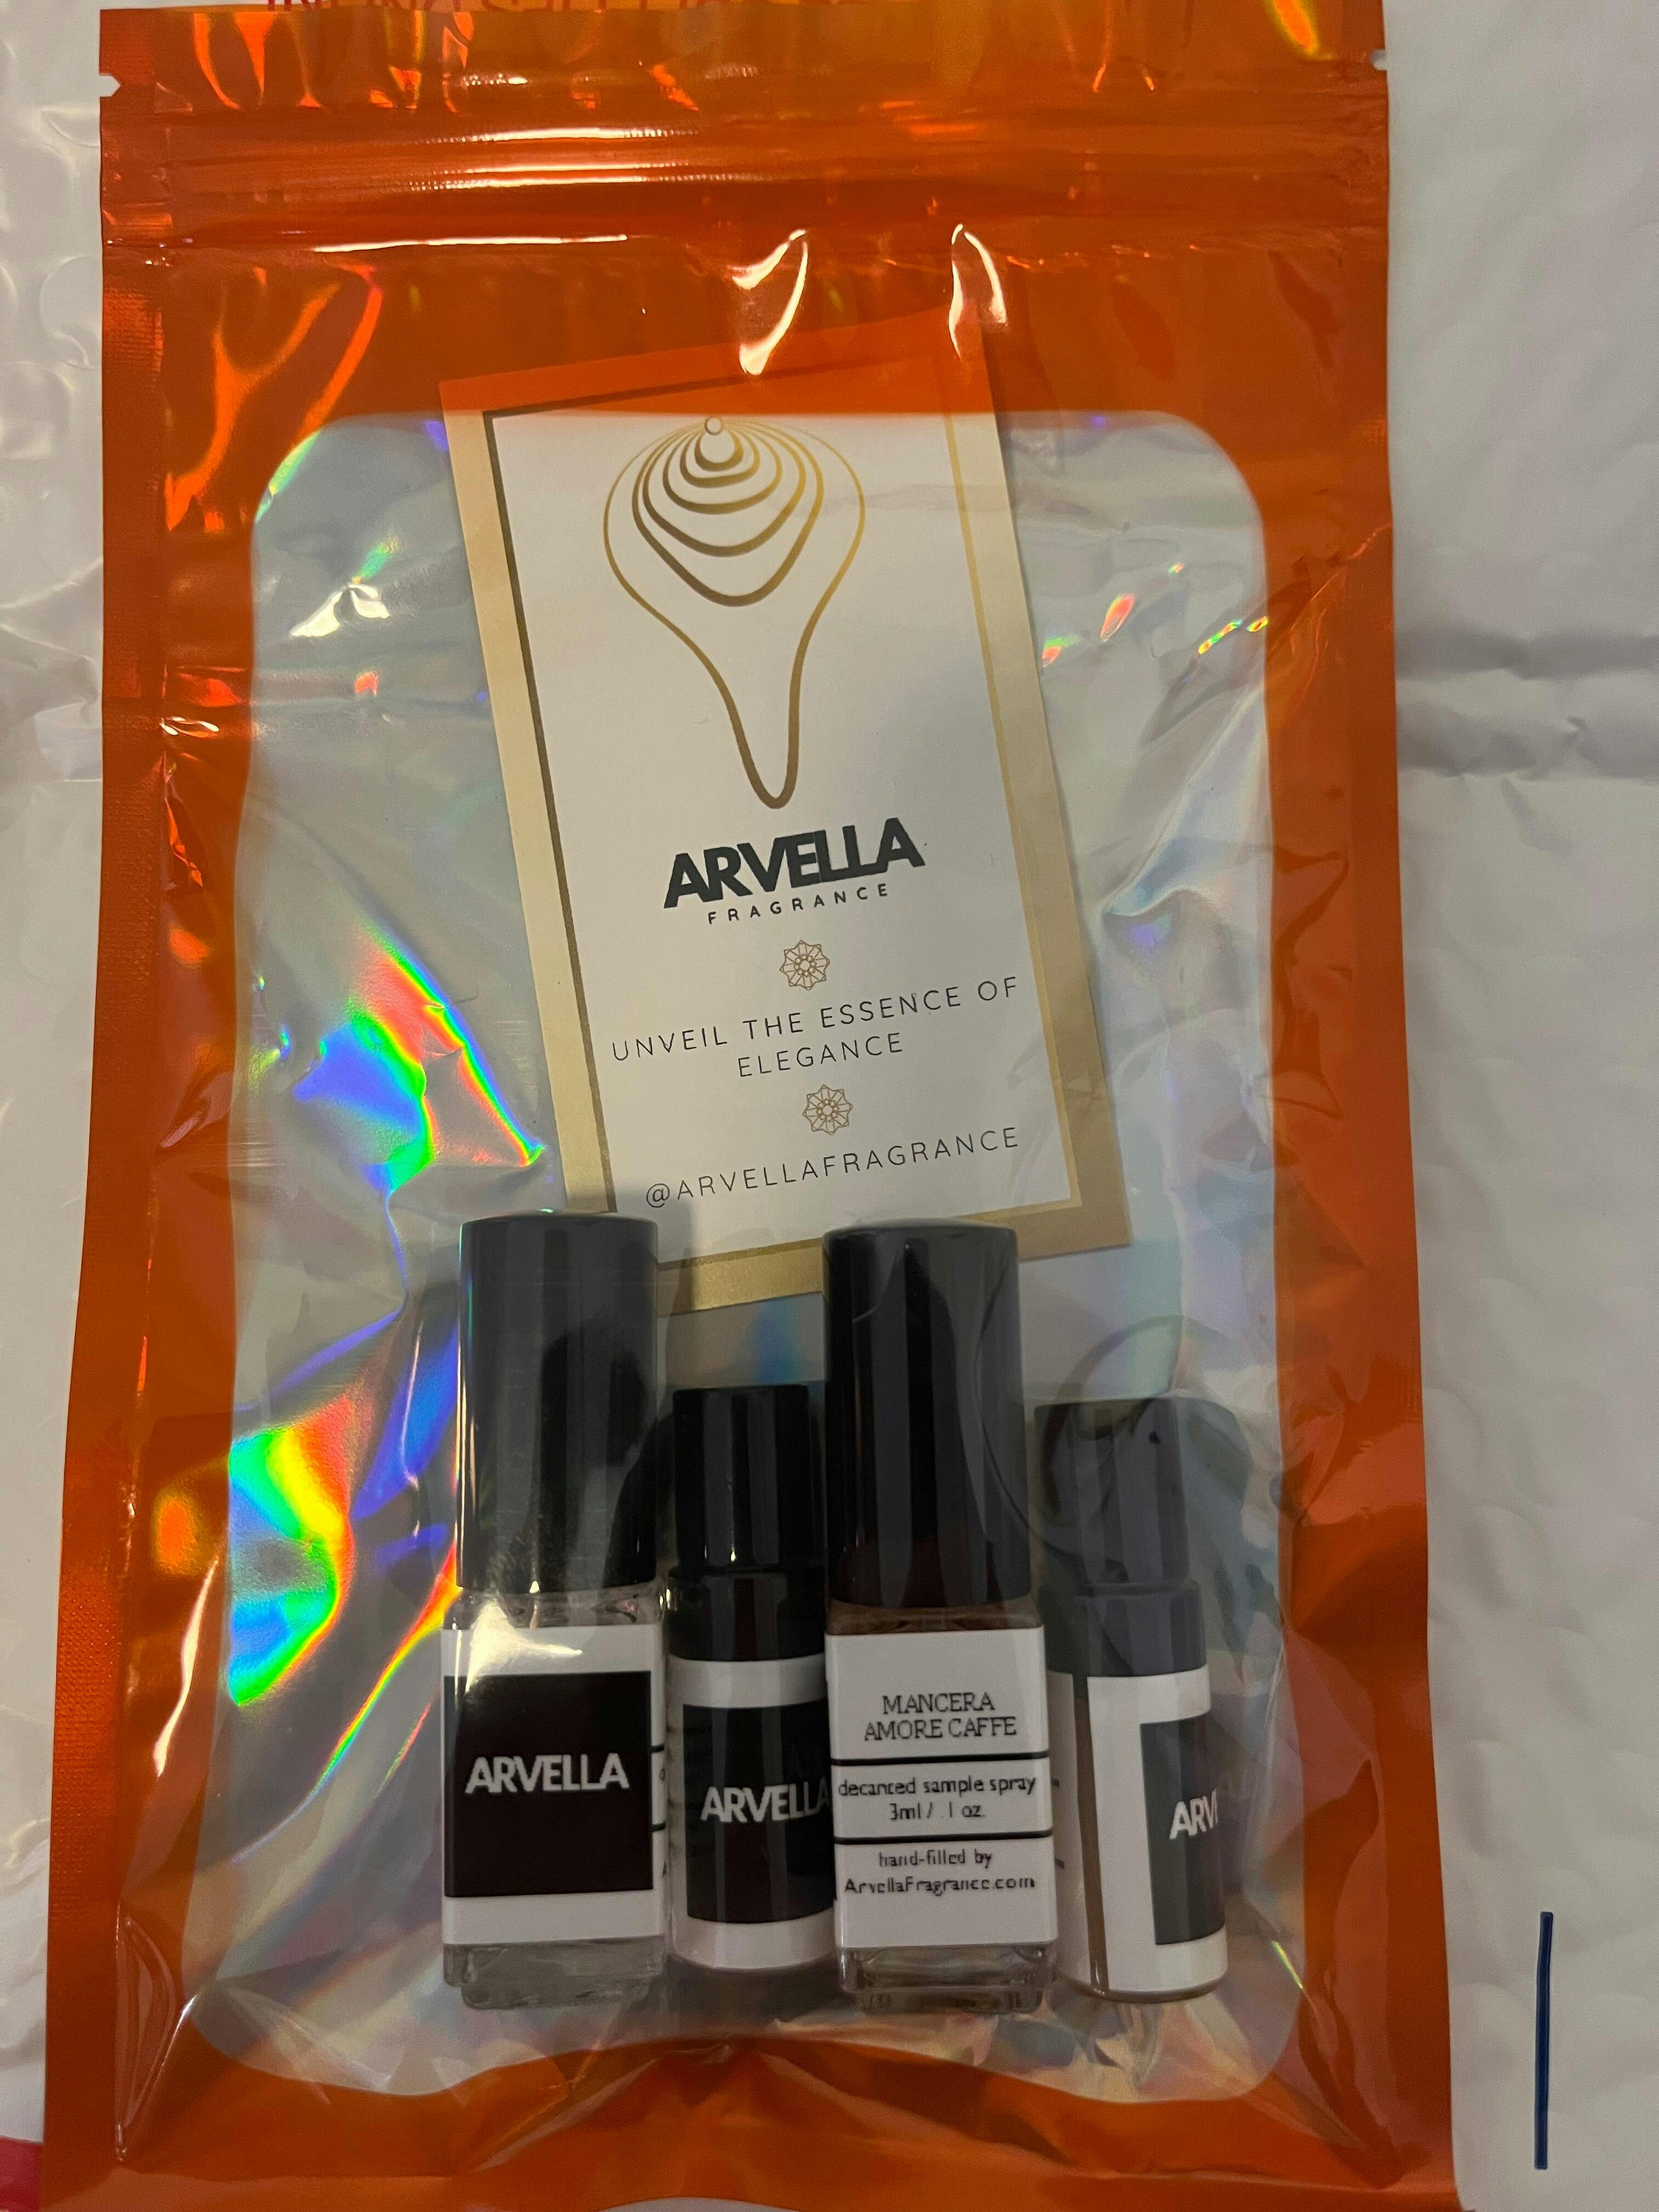 ARVELLA
FRAGRANCE
UNVEIL THE ESSENCE OF
ELEGANCE
@ARVELLAFRAGRANCE
ARVELLA
ARVELLA
MANCERA
AMORE CAFFE
decanted sample spray
3ml / .1 oz.
hand-filled by
ArvellaFragrance.com
ARV